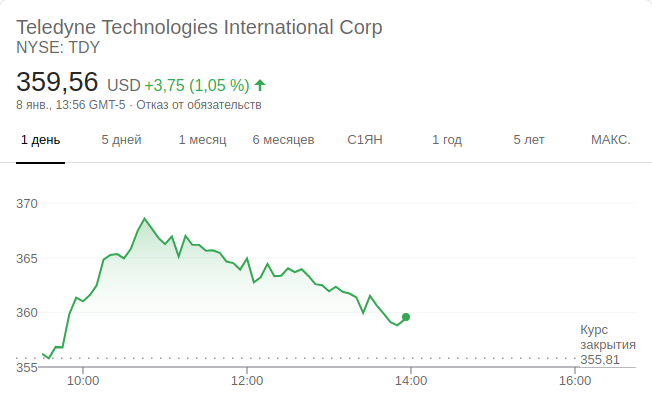 Teledyne Technologies International Corp
NYSE: TDY
359,56 USD +3,75 (1,05 %)
8 янв., 13:56 GMT-5 · Отказ от обязательств
1 день 5 дней 1 месяц 6 месяцев С1ЯН 1 год 5 лет МАКС.
370
365
360
355
Курс
закрытия
355,81
10:00 12:00 14:00 16:00